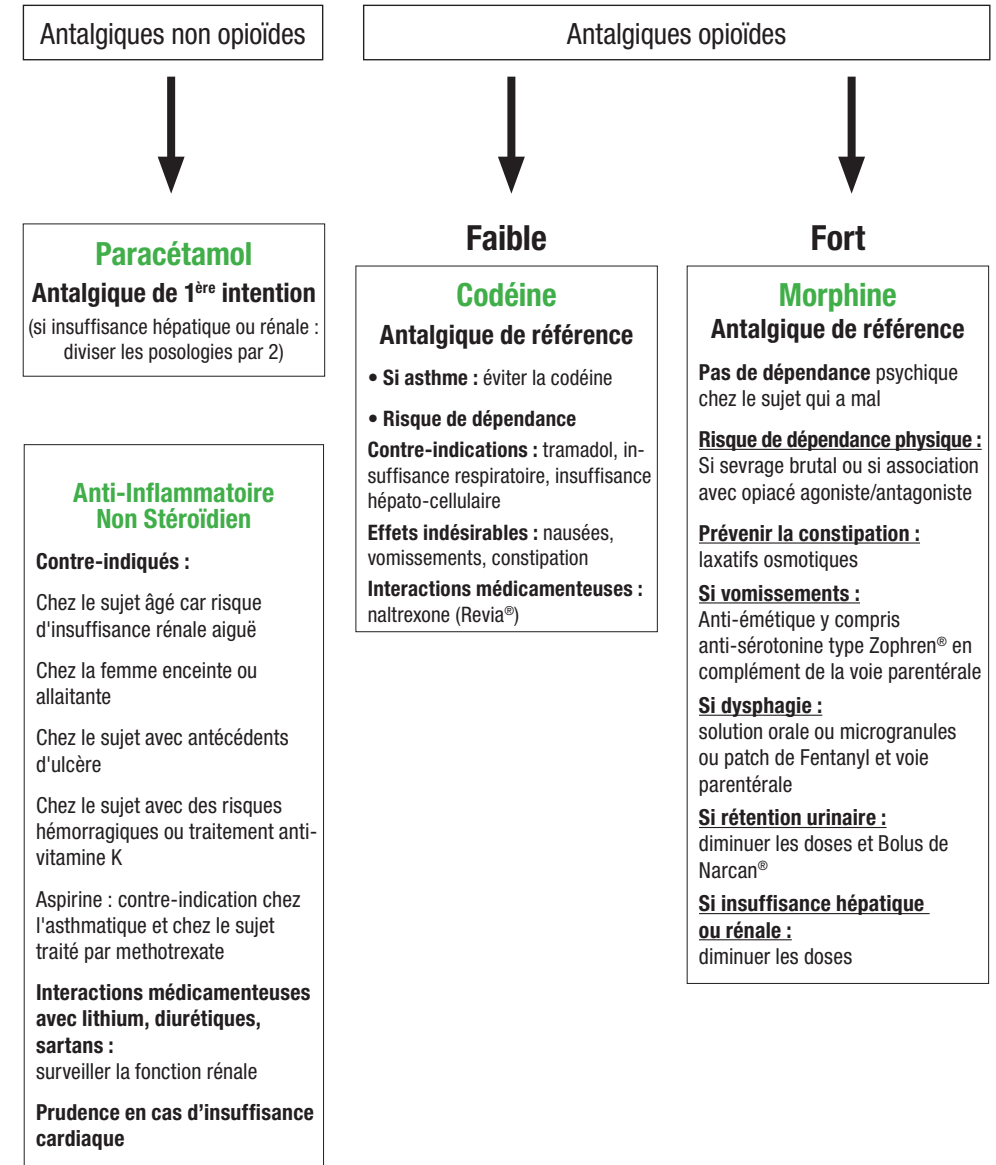 Antalgiques non opioïdes
Antalgiques opioïdes
Paracétamol
Antalgique de 1ère intention
(si insuffisance hépatique ou rénale :
diviser les posologies par 2)
Anti-Inflammatoire
Non Stéroïdien
Contre-indiqués :
Chez le sujet âgé car risque
d'insuffisance rénale aiguë
Chez la femme enceinte ou
allaitante
Chez le sujet avec antécédents
d'ulcère
Chez le sujet avec des risques
hémorragiques ou traitement anti-
vitamine K
Aspirine : contre-indication chez
l'asthmatique et chez le sujet
traité par methotrexate
Interactions médicamenteuses
avec lithium, diurétiques,
sartans :
surveiller la fonction rénale
Prudence en cas d’insuffisance
cardiaque
Faible
Codéine
Antalgique de référence
• Si asthme : éviter la codéine
• Risque de dépendance
Contre-indications : tramadol, in-
suffisance respiratoire, insuffisance
hépato-cellulaire
Effets indésirables : nausées,
vomissements, constipation
Interactions médicamenteuses :
naltrexone (Revia®)
Fort
Morphine
Antalgique de référence
Pas de dépendance psychique
chez le sujet qui a mal
Risque de dépendance physique :
Si sevrage brutal ou si association
avec opiacé agoniste/antagoniste
Prévenir la constipation :
laxatifs osmotiques
Si vomissements :
Anti-émétique y compris
anti-sérotonine type Zophren® en
complément de la voie parentérale
Si dysphagie :
solution orale ou microgranules
ou patch de Fentanyl et voie
parentérale
Si rétention urinaire :
diminuer les doses et Bolus de
Narcan®
Si insuffisance hépatique
ou rénale :
diminuer les doses